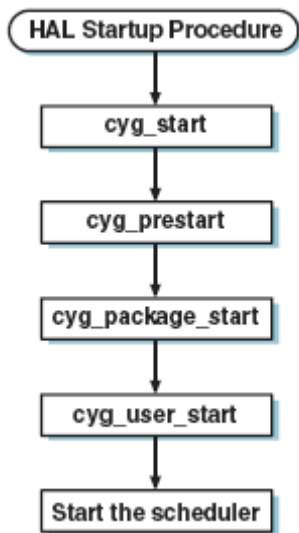 HAL Startup Procedure
cyg_start
cyg_prestart
cyg_package_start
cyg_user_start
Start the scheduler